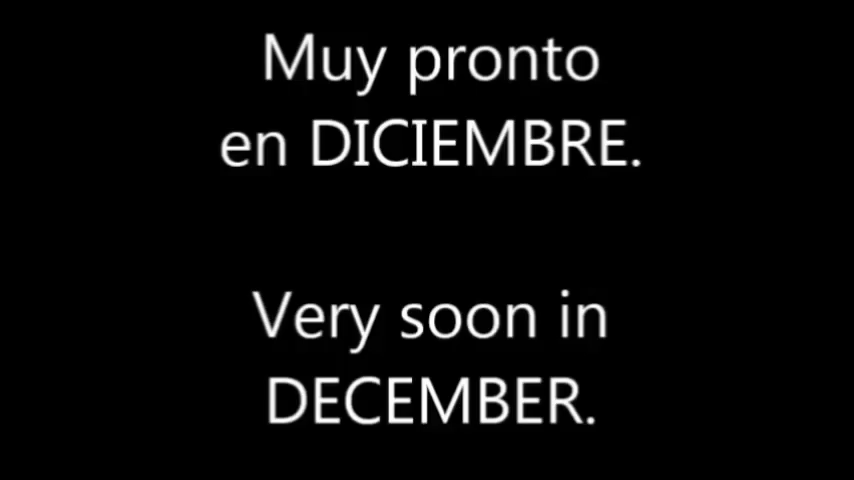 Muy pronto
en DICIEMBRE.
Very soon in
DECEMBER.